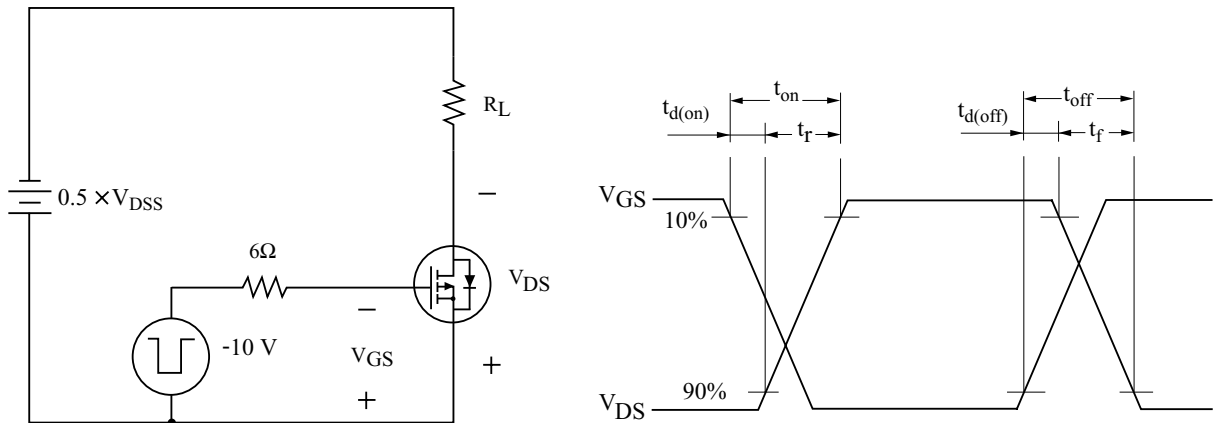 R_L
0.5 ×V_DSS
6Ω
−
V_DS
−
-10 V
V_GS
+
+
t_on
t_off
t_d(on)
t_r
t_d(off)
t_f
V_GS
10%
90%
V_DS